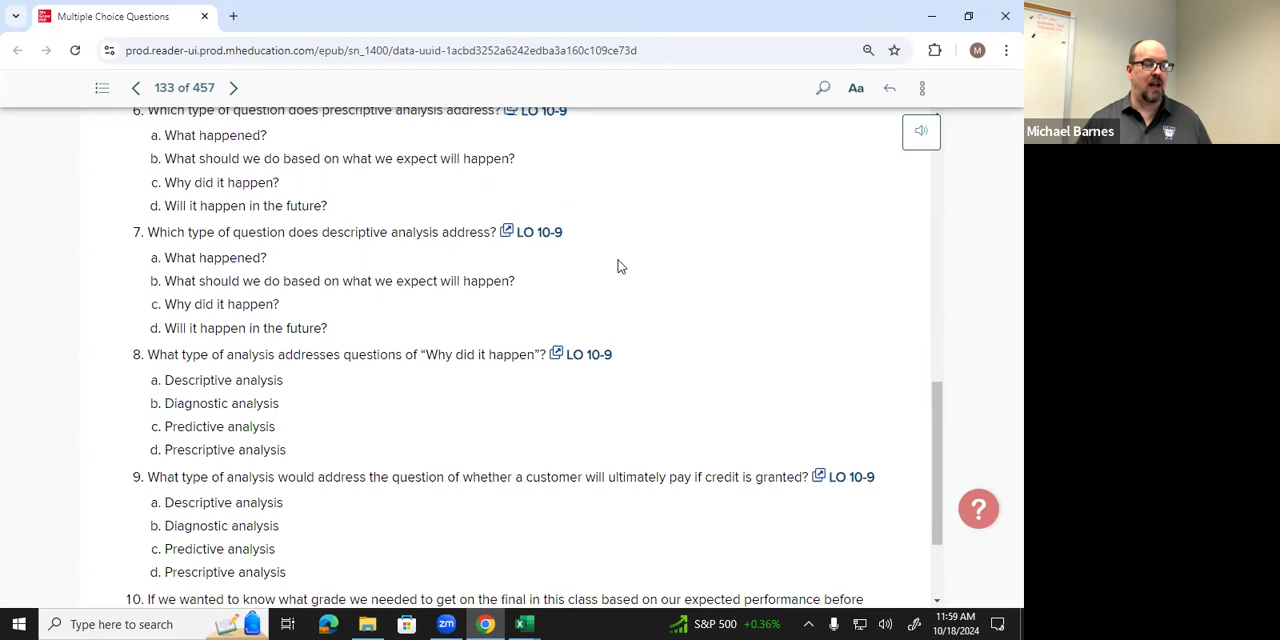 Multiple Choice Questions
prod.reader-ui.prod.mheducation.com/epub/sn_1400/data-uuid-1acbd3252a6242edba3a160c109ce73d
M
133 of 457
Aa
6. Which type of question does prescriptive analysis address? LO 10-9
a. What happened?
b. What should we do based on what we expect will happen?
c. Why did it happen?
d. Will it happen in the future?
7. Which type of question does descriptive analysis address? LO 10-9
a. What happened?
b. What should we do based on what we expect will happen?
c. Why did it happen?
d. Will it happen in the future?
8. What type of analysis addresses questions of “Why did it happen”? LO 10-9
a. Descriptive analysis
b. Diagnostic analysis
c. Predictive analysis
d. Prescriptive analysis
9. What type of analysis would address the question of whether a customer will ultimately pay if credit is granted? LO 10-9
a. Descriptive analysis
b. Diagnostic analysis
c. Predictive analysis
d. Prescriptive analysis
10. If we wanted to know what grade we needed to get on the final in this class based on our expected performance before
?
Michael Barnes
Type here to search
zm
S&P 500 +0.36%
11:59 AM
10/18/2024